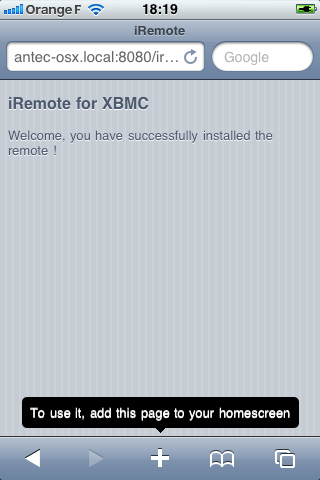 Orange F 18:19
iRemote
antec-osx.local:8080/ir... Google
iRemote for XBMC
Welcome, you have successfully installed the
remote !
To use it, add this page to your homescreen